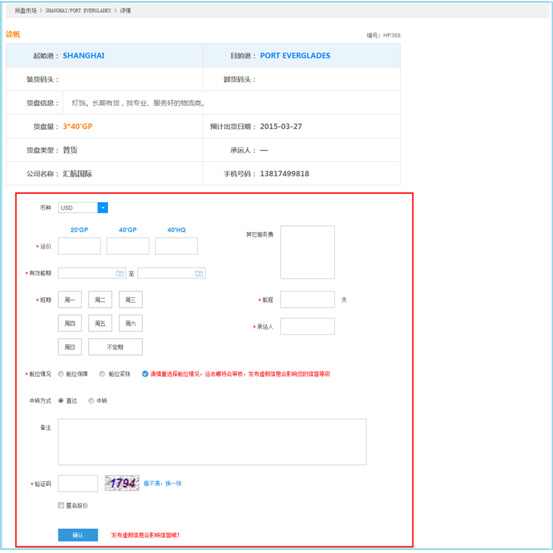 货盘市场 > SHANGHAI/PORT EVERGLADES > 详情
涂帆 编号：HP368
起始港：SHANGHAI 目的港：PORT EVERGLADES
装货码头： 卸货码头：
货盘信息：灯饰。长期有货，找专业、服务好的物流商。
货盘量：3*40'GP 预计出货日期：2015-03-27
货盘类型：普货 承运人：—
公司名称：汇航国际 手机号码：13817499818
币种 USD
20'GP 40'GP 40'HQ 其它服务费
* 运价
* 有效船期 至
* 班期 周一 周二 周三 * 航程 天
周四 周五 周六 * 承运人
周日 不定期
* 舱位情况 舱位保障 舱位紧张 请慎重选择舱位情况，运去哪将会审核，发布虚假信息会影响您的信誉等级
中转方式 直达 中转
备注
* 验证码 1794 看不清，换一张
匿名报价
确认 发布虚假信息会影响信誉哦！